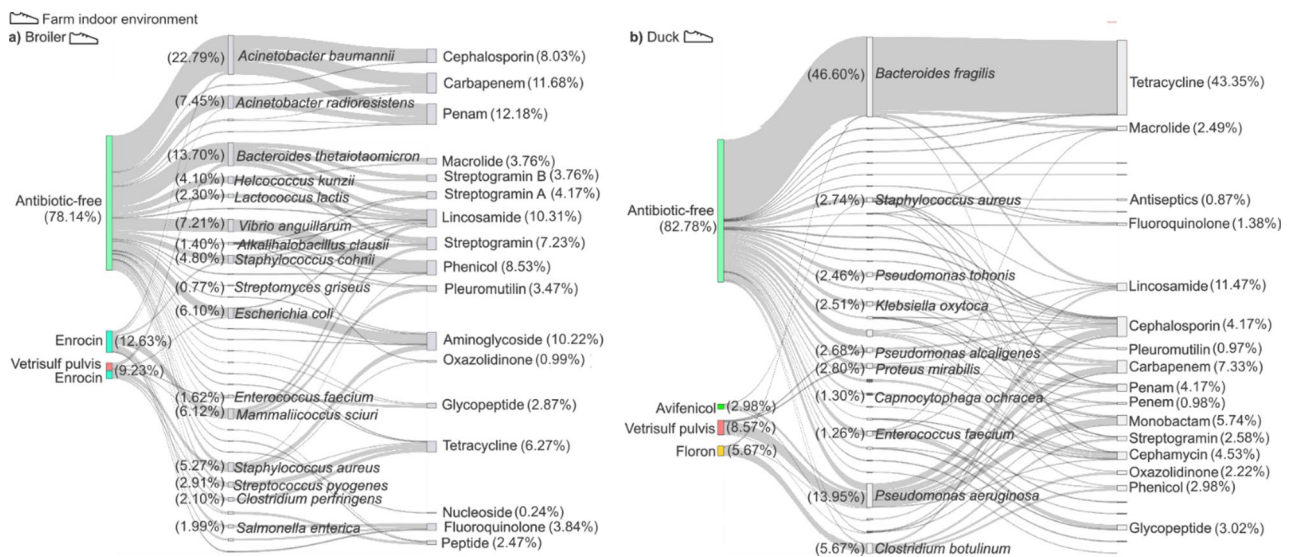 Farm indoor environment
a) Broiler
Antibiotic-free
(78.14%)
Enrocin (12.63%)
Vetrisulf pulvis
Enrocin (9.23%)
(22.79%) Acinetobacter baumannii
(7.45%) Acinetobacter radioresistens
(13.70%) Bacteroides thetaiotaomicron
(4.10%) Helcococcus kunzii
(2.30%) Lactococcus lactis
(7.21%) Vibrio anguillarum
(1.40%) Alkalihalobacillus clausii
(4.80%) Staphylococcus cohnii
(0.77%) Streptomyces griseus
(6.10%) Escherichia coli
(1.62%) Enterococcus faecium
(6.12%) Mammaliicoccus sciuri
(5.27%) Staphylococcus aureus
(2.91%) Streptococcus pyogenes
(2.10%) Clostridium perfringens
(1.99%) Salmonella enterica
Cephalosporin (8.03%)
Carbapenem (11.68%)
Penam (12.18%)
Macrolide (3.76%)
Streptogramin B (3.76%)
Streptogramin A (4.17%)
Lincosamide (10.31%)
Streptogramin (7.23%)
Phenicol (8.53%)
Pleuromutilin (3.47%)
Aminoglycoside (10.22%)
Oxazolidinone (0.99%)
Glycopeptide (2.87%)
Tetracycline (6.27%)
Nucleoside (0.24%)
Fluoroquinolone (3.84%)
Peptide (2.47%)
b) Duck
Antibiotic-free
(82.78%)
Avifenicol (2.98%)
Vetrisulf pulvis (8.57%)
Floron (5.67%)
(46.60%) Bacteroides fragilis
(2.74%) Staphylococcus aureus
(2.46%) Pseudomonas tohonis
(2.51%) Klebsiella oxytoca
(2.68%) Pseudomonas alcaligenes
(2.80%) Proteus mirabilis
(1.30%) Capnocytophaga ochracea
(1.26%) Enterococcus faecium
(13.95%) Pseudomonas aeruginosa
(5.67%) Clostridium botulinum
Tetracycline (43.35%)
Macrolide (2.49%)
Antiseptics (0.87%)
Fluoroquinolone (1.38%)
Lincosamide (11.47%)
Cephalosporin (4.17%)
Pleuromutilin (0.97%)
Carbapenem (7.33%)
Penam (4.17%)
Penem (0.98%)
Monobactam (5.74%)
Streptogramin (2.58%)
Cephamycin (4.53%)
Oxazolidinone (2.22%)
Phenicol (2.98%)
Glycopeptide (3.02%)